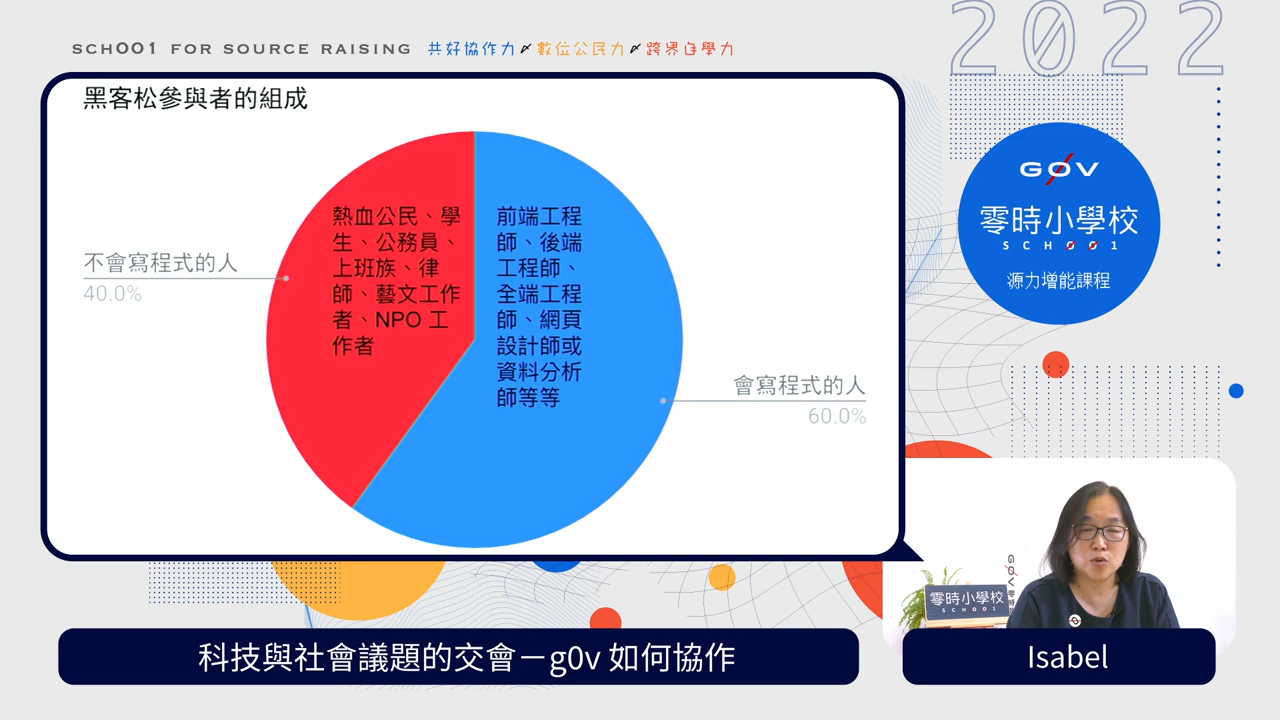 SCHOO1 FOR SOURCE RAISING 共好協作力 數位公民力 跨界自學力
2022
黑客松參與者的組成
熱血公民、學
生、公務員、
上班族、律
師、藝文工作
者、NPO 工
作者
前端工程
師、後端
工程師、
全端工程
師、網頁
設計師或
資料分析
師等等
不會寫程式的人
40.0%
會寫程式的人
60.0%
G0V
零時小學校
SCH001
源力增能課程
G0V
零時小學校
SCH001
科技與社會議題的交會－g0v 如何協作
Isabel